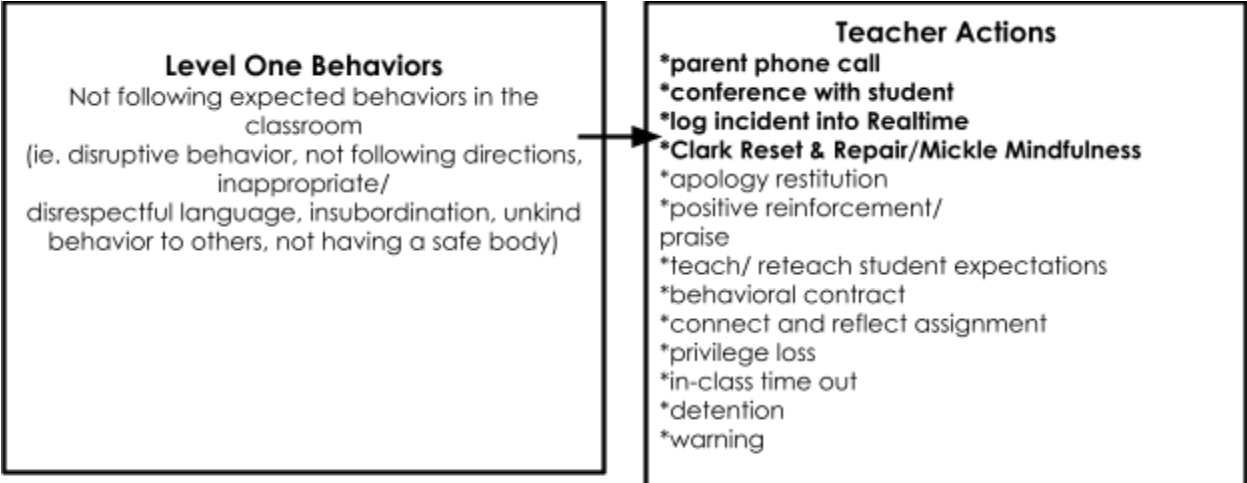 Level One Behaviors
Not following expected behaviors in the
classroom
(ie. disruptive behavior, not following directions,
inappropriate/
disrespectful language, insubordination, unkind
behavior to others, not having a safe body)
Teacher Actions
*parent phone call
*conference with student
*log incident into Realtime
*Clark Reset & Repair/Mickle Mindfulness
*apology restitution
*positive reinforcement/
praise
*teach/ reteach student expectations
*behavioral contract
*connect and reflect assignment
*privilege loss
*in-class time out
*detention
*warning